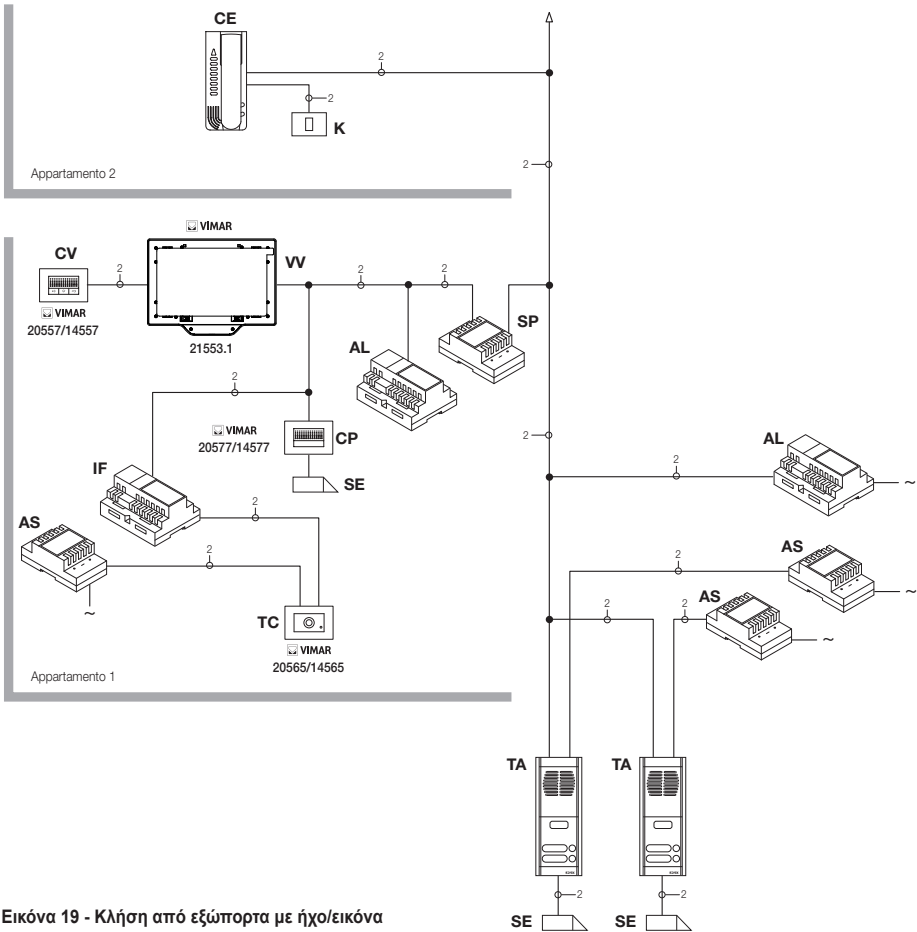 CE
2
2
K
2
Appartamento 2
VIMAR
CV
2
VV
2
2
VIMAR
20557/14557
21553.1
SP
AL
2
VIMAR
20577/14577
CP
2
AL
2
~
IF
SE
AS
2
2
AS
2
~
2
2
AS
~
~
TC
VIMAR
20565/14565
Appartamento 1
TA
TA
2
2
SE
SE
Εικόνα 19 - Κλήση από εξώπορτα με ήχο/εικόνα